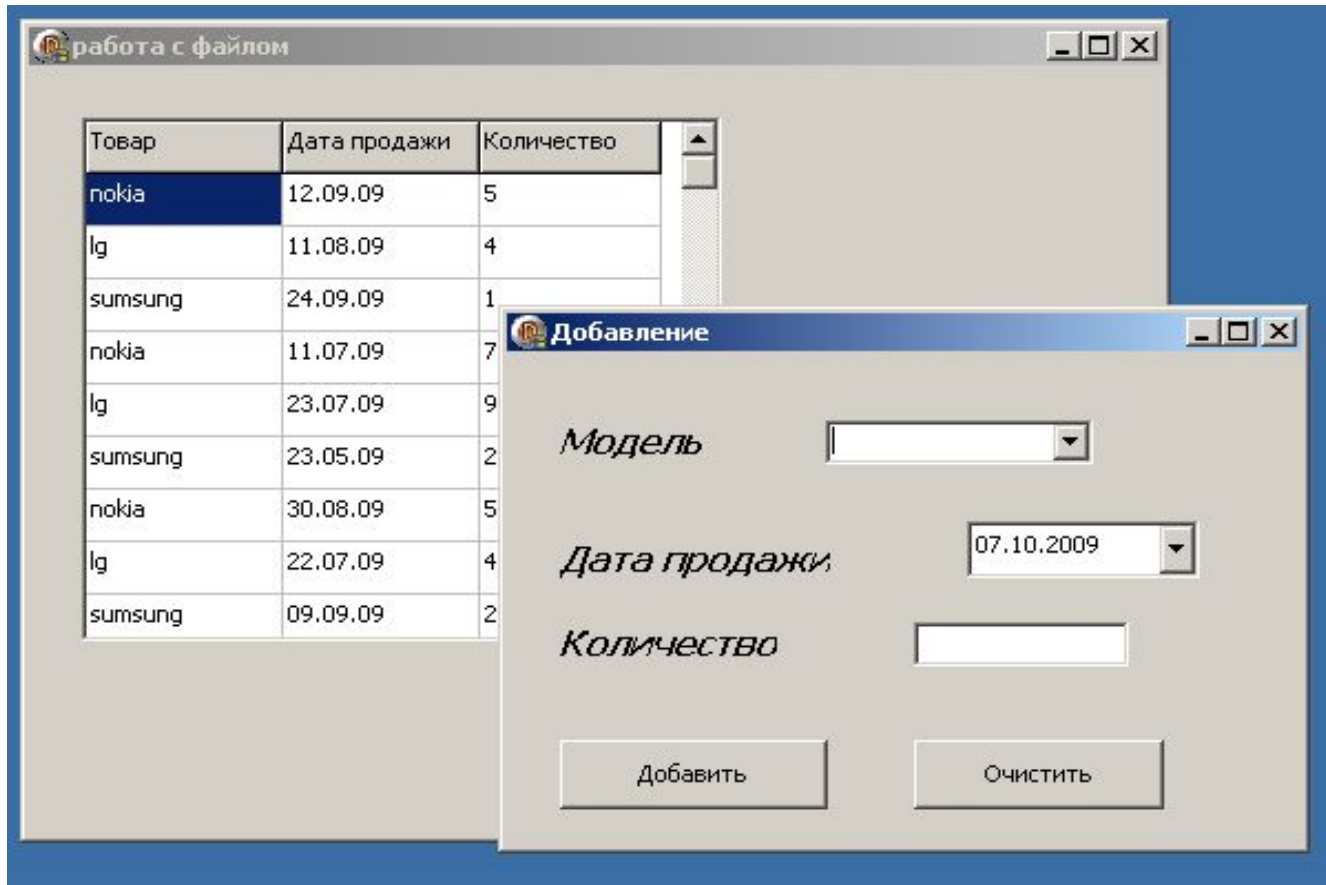 работа с файлом
Товар Дата продажи Количество
nokia 12.09.09 5
lg 11.08.09 4
sumsung 24.09.09 1
nokia 11.07.09 7
lg 23.07.09 9
sumsung 23.05.09 2
nokia 30.08.09 5
lg 22.07.09 4
sumsung 09.09.09 2
Добавление
Модель
Дата продажи 07.10.2009
Количество
Добавить Очистить